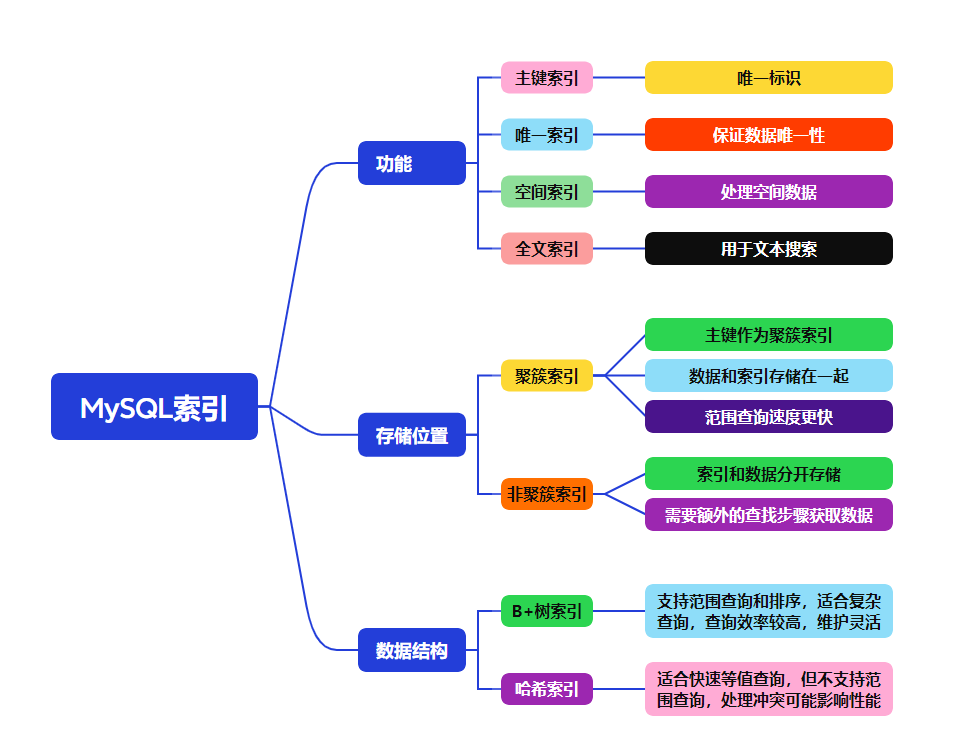 MySQL索引
功能
主键索引
唯一标识
唯一索引
保证数据唯一性
空间索引
处理空间数据
全文索引
用于文本搜索
存储位置
聚簇索引
主键作为聚簇索引
数据和索引存储在一起
范围查询速度更快
非聚簇索引
索引和数据分开存储
需要额外的查找步骤获取数据
数据结构
B+树索引
支持范围查询和排序，适合复杂
查询，查询效率较高，维护灵活
哈希索引
适合快速等值查询，但不支持范
围查询，处理冲突可能影响性能